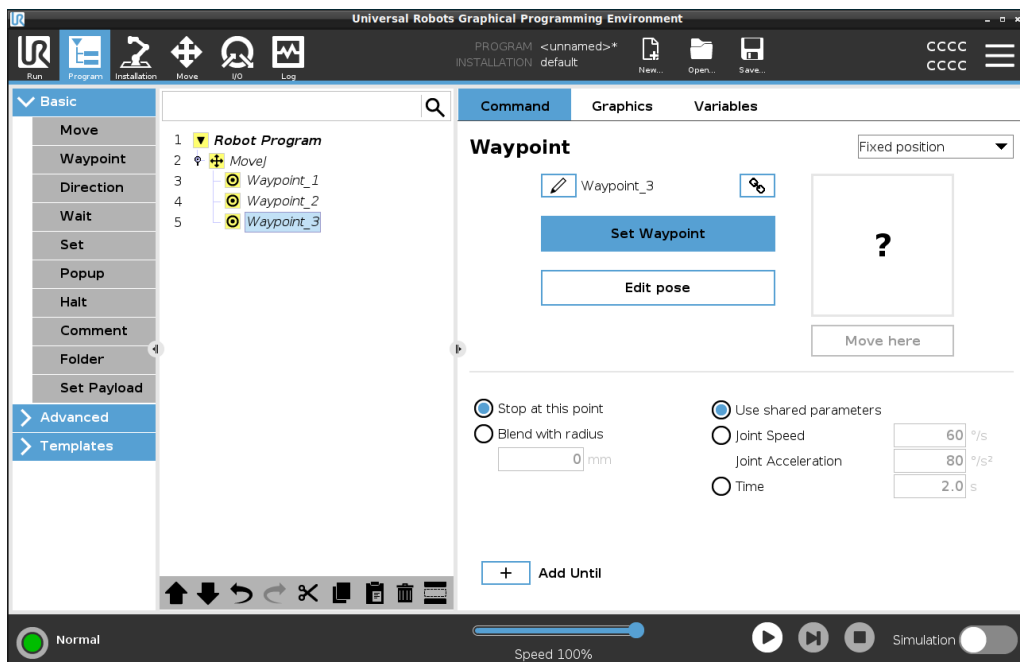 Universal Robots Graphical Programming Environment
UR
Run
Program
Installation
Move
I/O
Log
PROGRAM <unnamed>*
INSTALLATION default
New...
Open...
Save...
CCCC
CCCC
Basic
Move
Waypoint
Direction
Wait
Set
Popup
Halt
Comment
Folder
Set Payload
Advanced
Templates
1 Robot Program
2 MoveJ
3 Waypoint_1
4 Waypoint_2
5 Waypoint_3
Command Graphics Variables
Waypoint
Fixed position
Waypoint_3
Set Waypoint
Edit pose
?
Move here
Stop at this point
Blend with radius
0 mm
Use shared parameters
Joint Speed 60 °/s
Joint Acceleration 80 °/s²
Time 2.0 s
+ Add Until
Normal
Speed 100%
Simulation